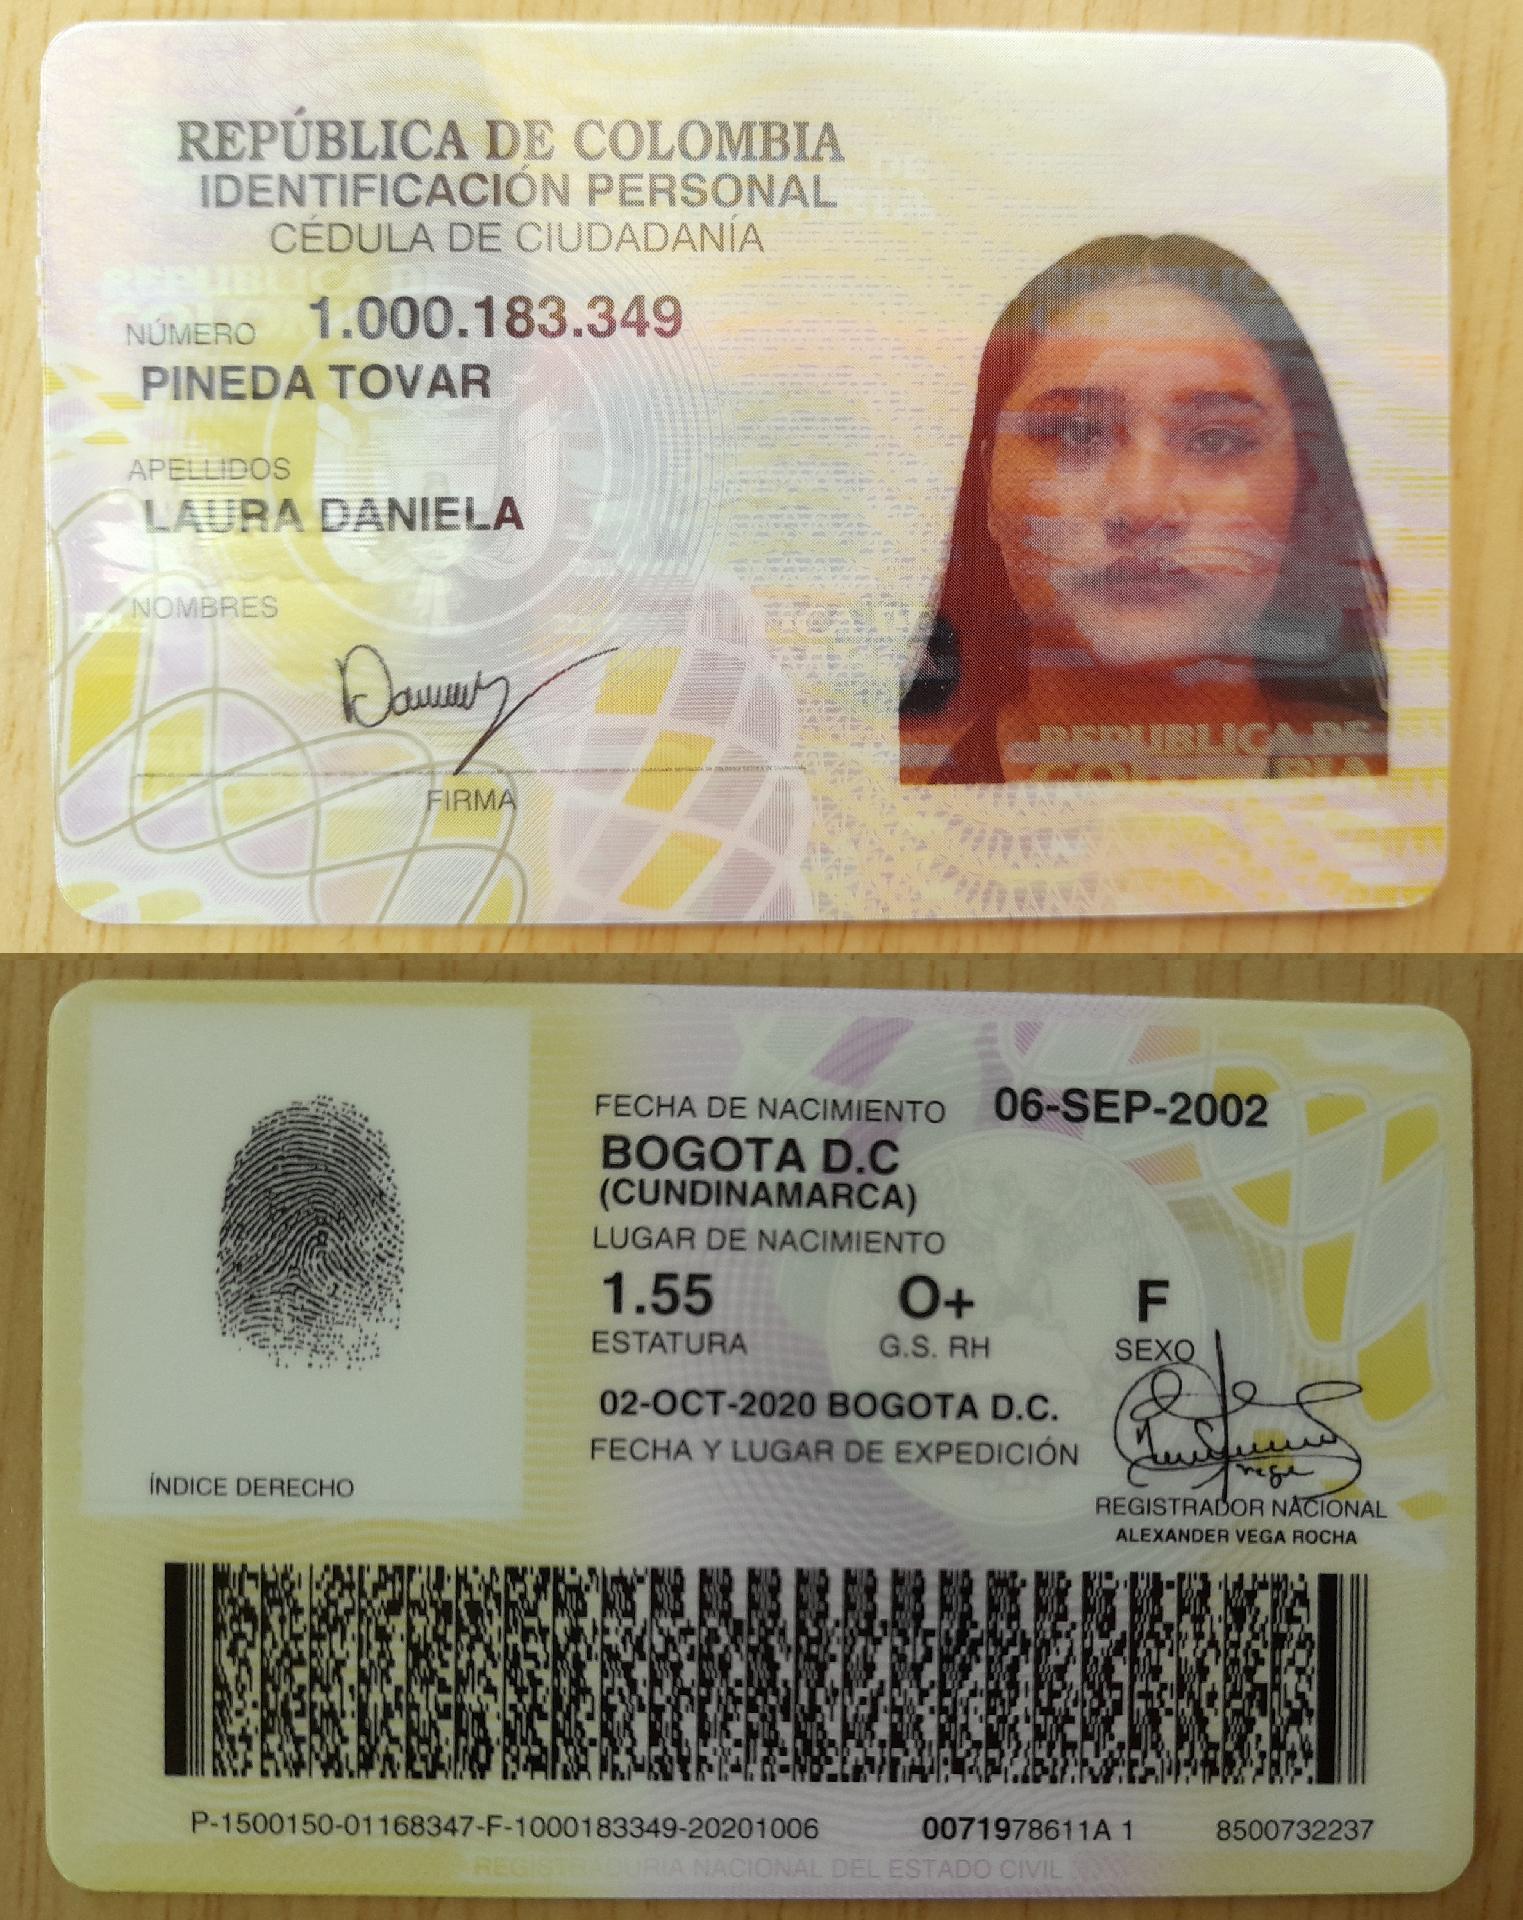 REPÚBLICA DE COLOMBIA
IDENTIFICACIÓN PERSONAL
CÉDULA DE CIUDADANÍA
NÚMERO 1.000.183.349
PINEDA TOVAR
APELLIDOS
LAURA DANIELA
NOMBRES
FIRMA
REPUBLICA DE
FECHA DE NACIMIENTO 06-SEP-2002
BOGOTA D.C
(CUNDINAMARCA)
LUGAR DE NACIMIENTO
1.55 O+ F
ESTATURA G.S. RH SEXO
02-OCT-2020 BOGOTA D.C.
FECHA Y LUGAR DE EXPEDICIÓN
ÍNDICE DERECHO
REGISTRADOR NACIONAL
ALEXANDER VEGA ROCHA
P-1500150-01168347-F-1000183349-20201006 0071978611A 1 8500732237
REGISTRADURIA NACIONAL DEL ESTADO CIVIL